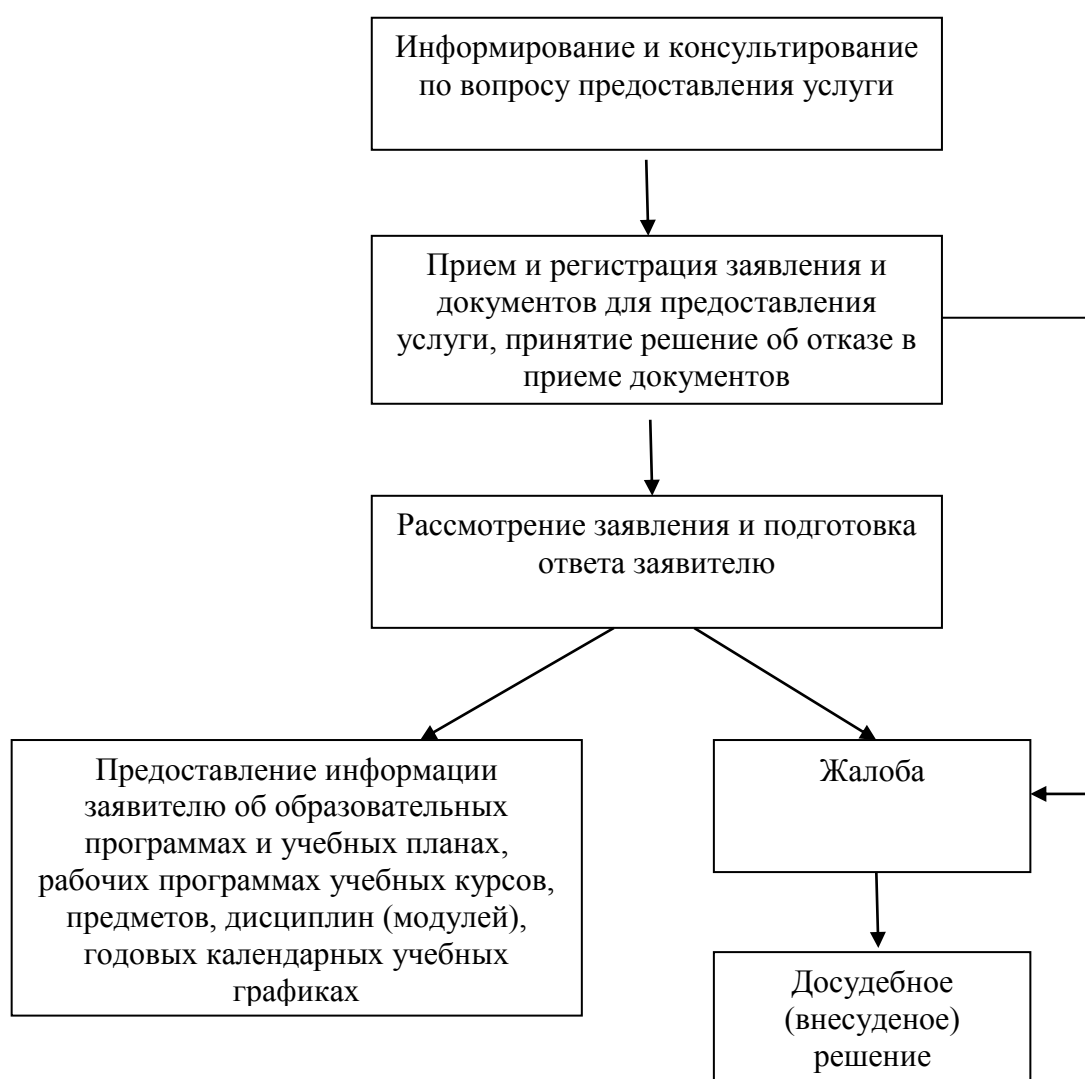 Информирование и консультирование
по вопросу предоставления услуги
Прием и регистрация заявления и
документов для предоставления
услуги, принятие решение об отказе в
приеме документов
Рассмотрение заявления и подготовка
ответа заявителю
Предоставление информации
заявителю об образовательных
программах и учебных планах,
рабочих программах учебных курсов,
предметов, дисциплин (модулей),
годовых календарных учебных
графиках
Жалоба
Досудебное
(внесуденое)
решение